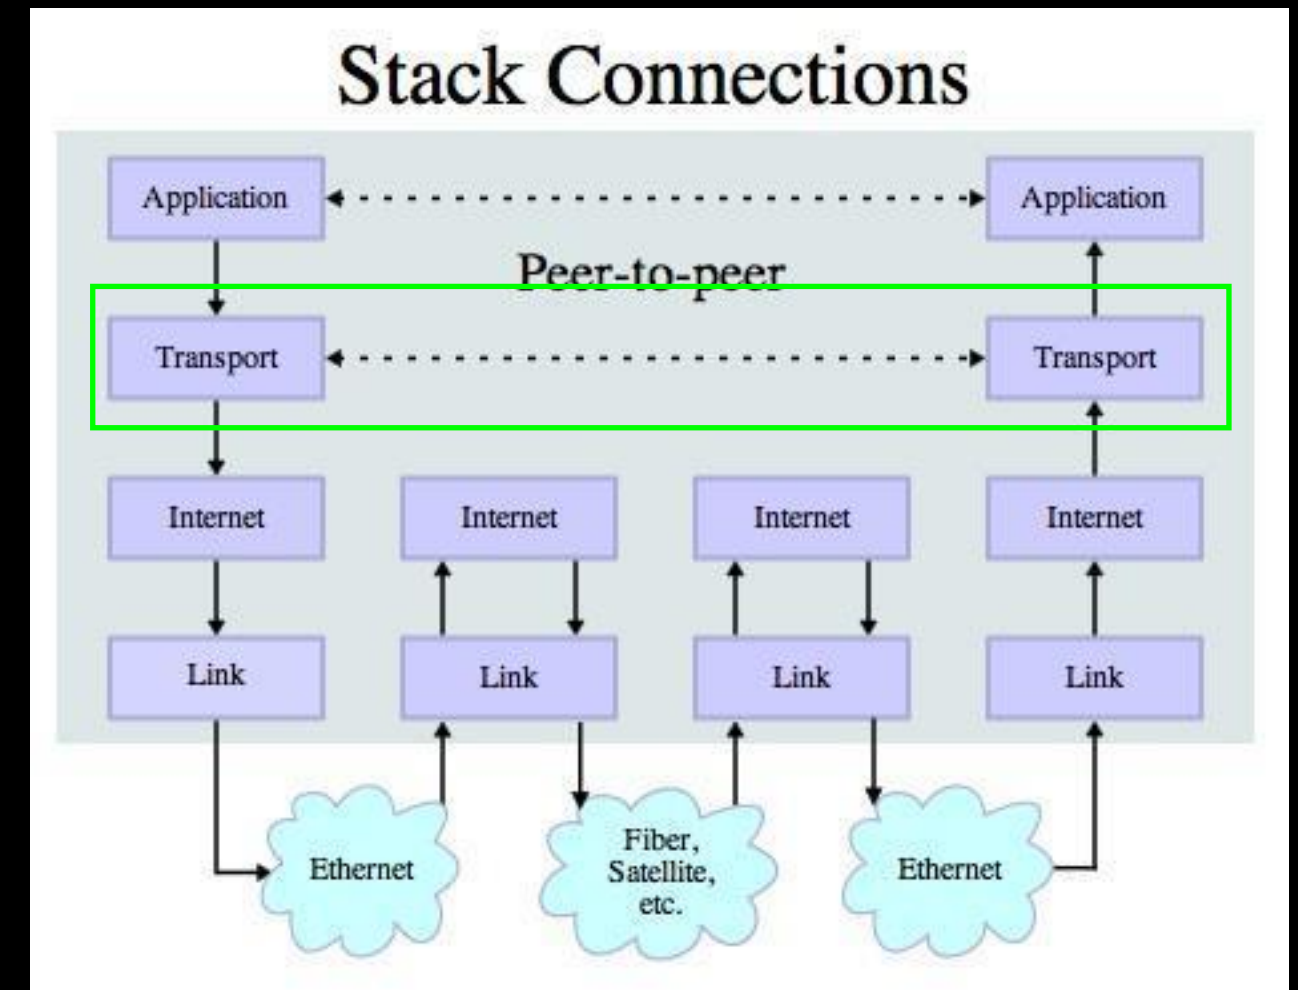 Stack Connections
Application
Application
Peer-to-peer
Transport
Transport
Internet
Internet
Internet
Internet
Link
Link
Link
Link
Ethernet
Fiber,
Satellite,
etc.
Ethernet